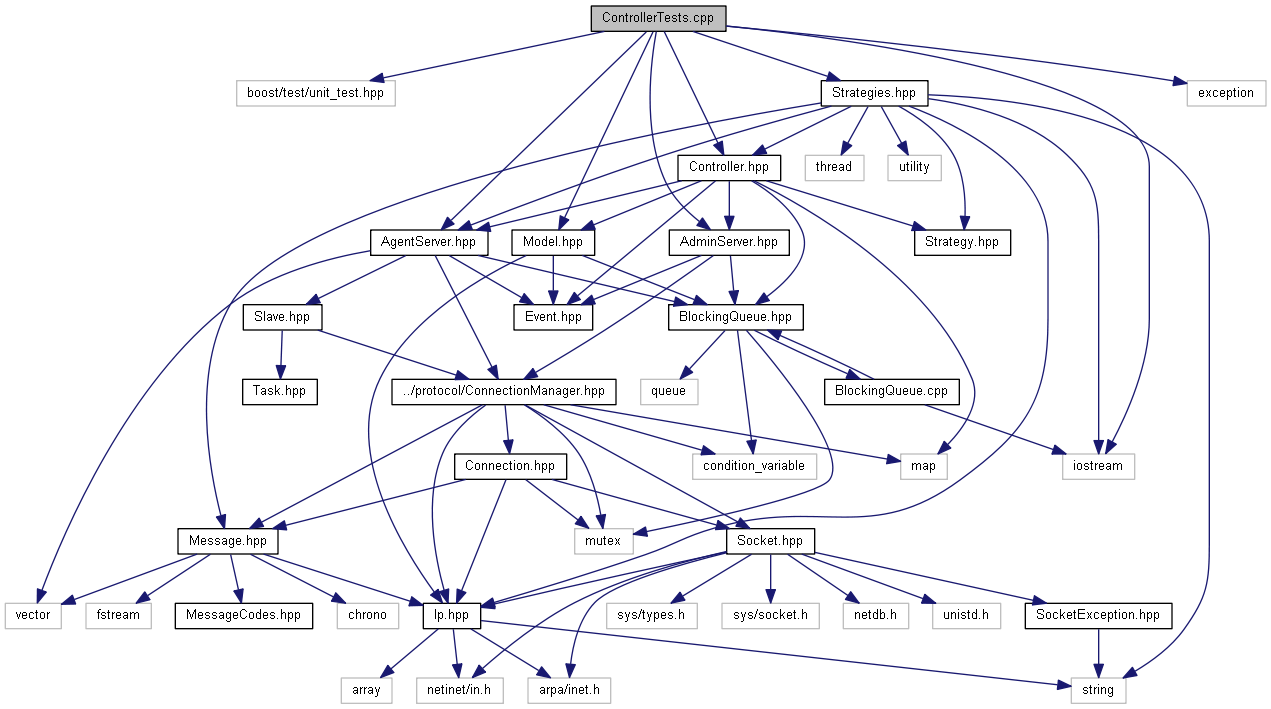 ControllerTests.cpp
boost/test/unit_test.hpp
Strategies.hpp
exception
Controller.hpp
thread
utility
AgentServer.hpp
Model.hpp
AdminServer.hpp
Strategy.hpp
Slave.hpp
Event.hpp
BlockingQueue.hpp
Task.hpp
../protocol/ConnectionManager.hpp
queue
BlockingQueue.cpp
Connection.hpp
condition_variable
map
iostream
Message.hpp
mutex
Socket.hpp
vector
fstream
MessageCodes.hpp
chrono
Ip.hpp
sys/types.h
sys/socket.h
netdb.h
unistd.h
SocketException.hpp
array
netinet/in.h
arpa/inet.h
string